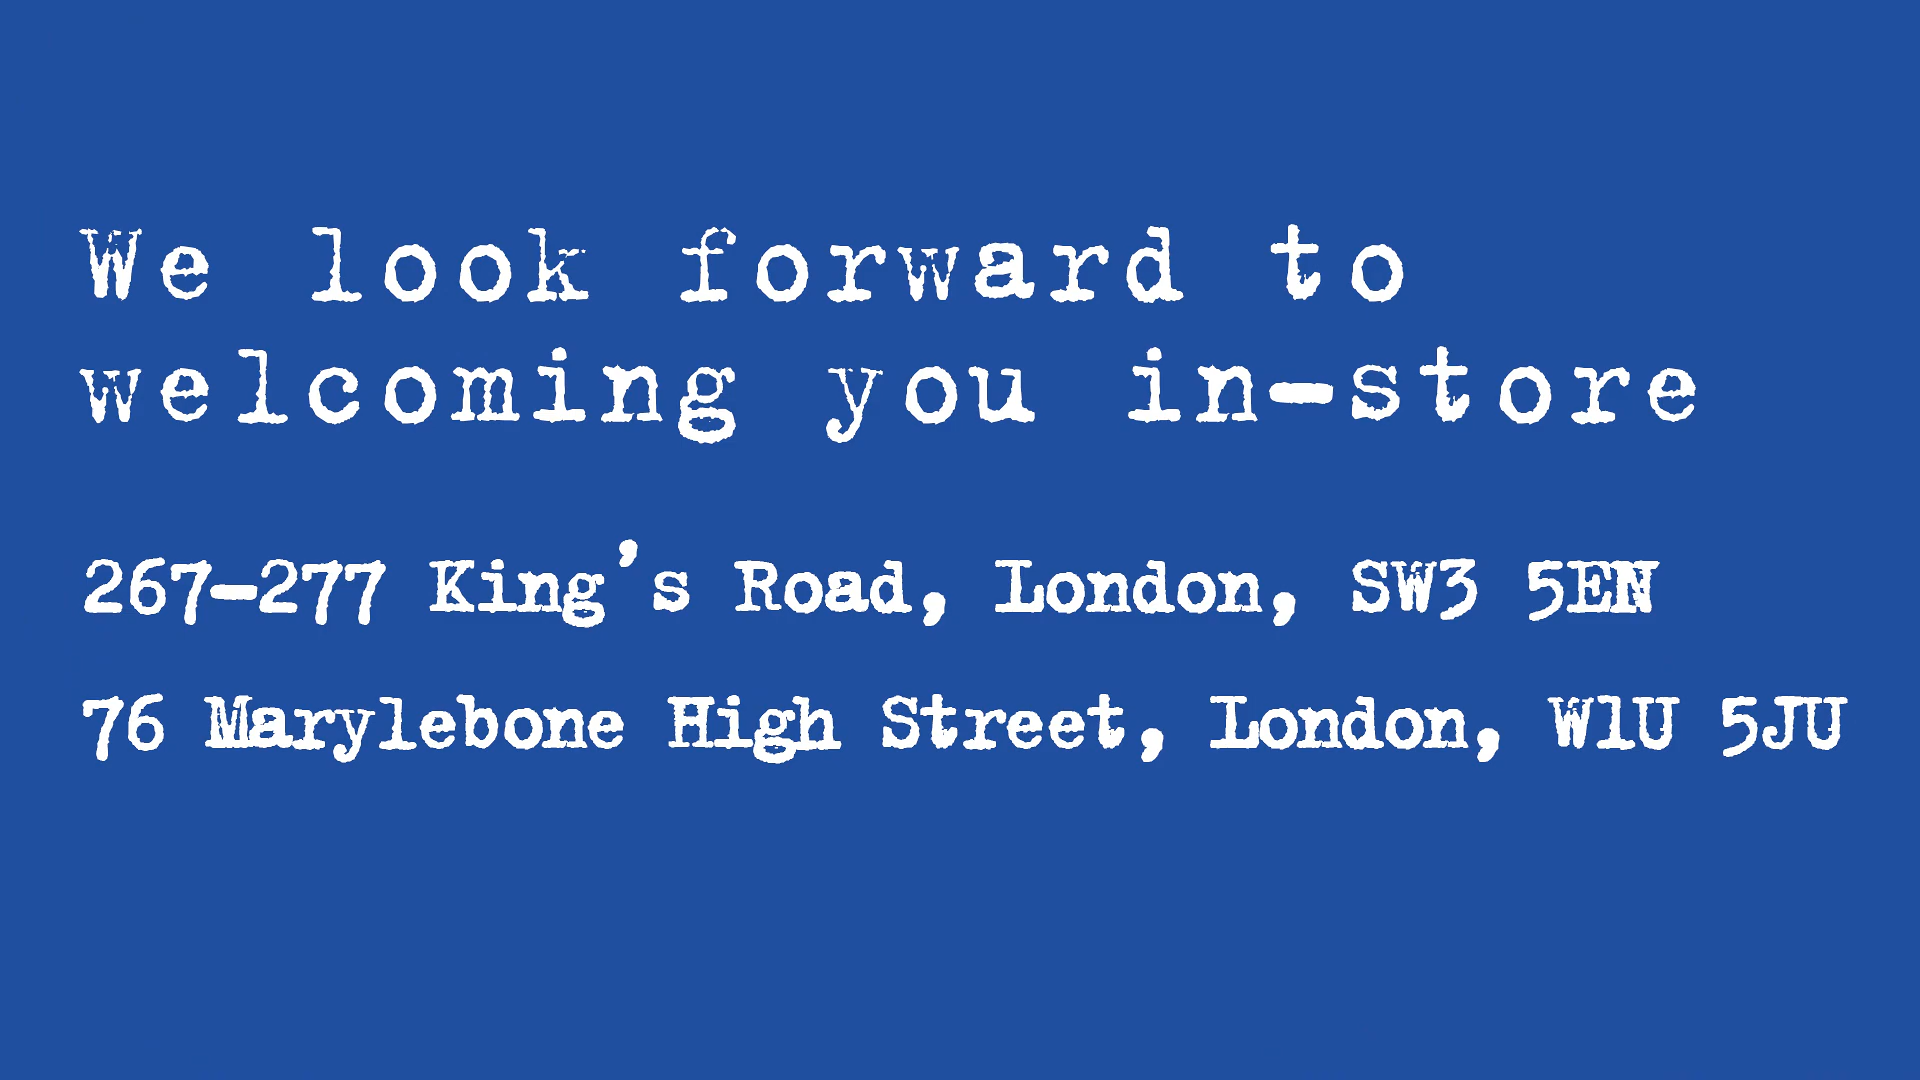 We look forward to
welcoming you in-store
267-277 King's Road, London, SW3 5EN
76 Marylebone High Street, London, W1U 5JU